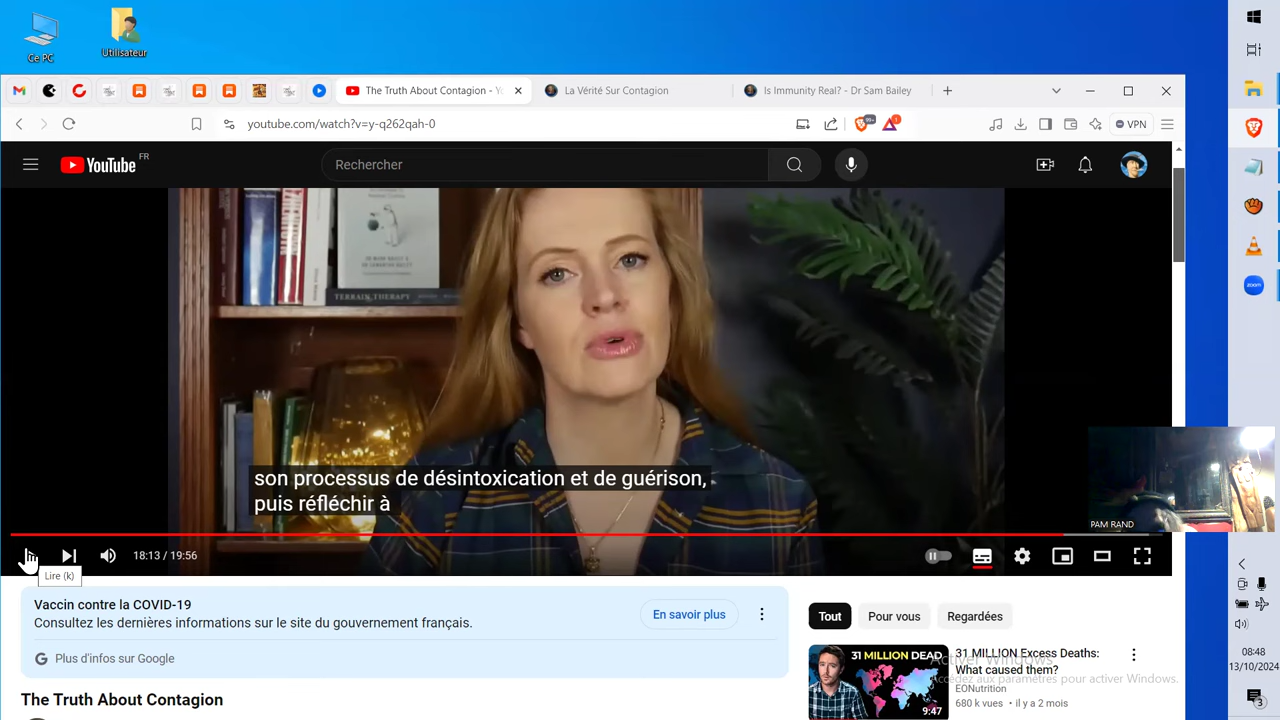 Ce PC
Utilisateur
The Truth About Contagion - Yo
La Vérité Sur Contagion
Is Immunity Real? - Dr Sam Bailey
youtube.com/watch?v=y-q262qah-0
99+
1
VPN
YouTube FR
Rechercher
TERRAIN THERAPY
son processus de désintoxication et de guérison,
puis réfléchir à
PAM RAND
zoom
18:13 / 19:56
Lire (k)
Vaccin contre la COVID-19
Consultez les dernières informations sur le site du gouvernement français.
En savoir plus
Plus d'infos sur Google
The Truth About Contagion
Tout
Pour vous
Regardées
31 MILLION DEAD
9:47
31 MILLION Excess Deaths:
What caused them?
EONutrition
680 k vues • il y a 2 mois
Activer Windows
Accédez aux paramètres pour activer Windows.
08:48
13/10/2024
3